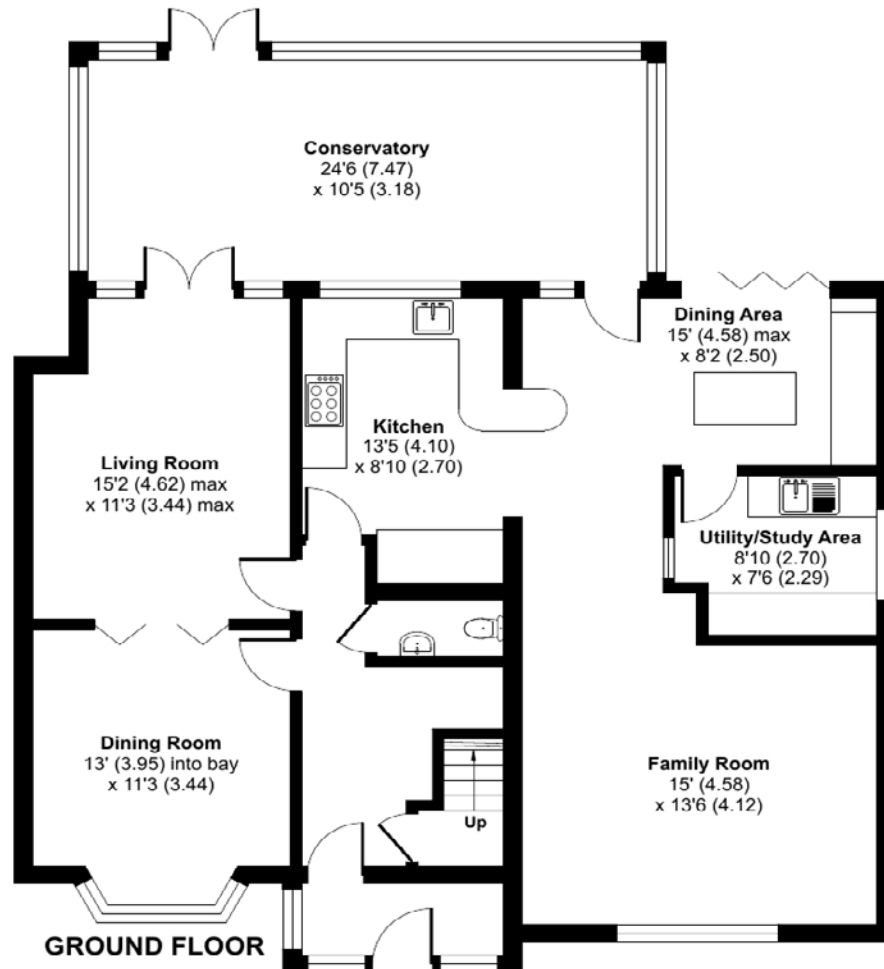 Conservatory
24'6 (7.47)
x 10'5 (3.18)
Dining Area
15' (4.58) max
x 8'2 (2.50)
Kitchen
13'5 (4.10)
x 8'10 (2.70)
Living Room
15'2 (4.62) max
x 11'3 (3.44) max
Utility/Study Area
8'10 (2.70)
x 7'6 (2.29)
Dining Room
13' (3.95) into bay
x 11'3 (3.44)
Family Room
15' (4.58)
x 13'6 (4.12)
Up
GROUND FLOOR